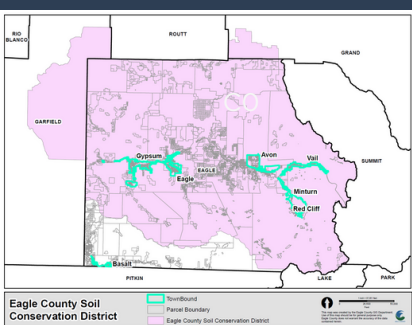 RIO
BLANCO
ROUTT
GRAND
CO
GARFIELD
Gypsum
Avon
Vail
SUMMIT
EAGLE
Eagle
Minturn
Red Cliff
Basalt
PITKIN
LAKE
PARK
Eagle County Soil
Conservation District
TownBound
Parcel Boundary
Eagle County Soil Conservation District